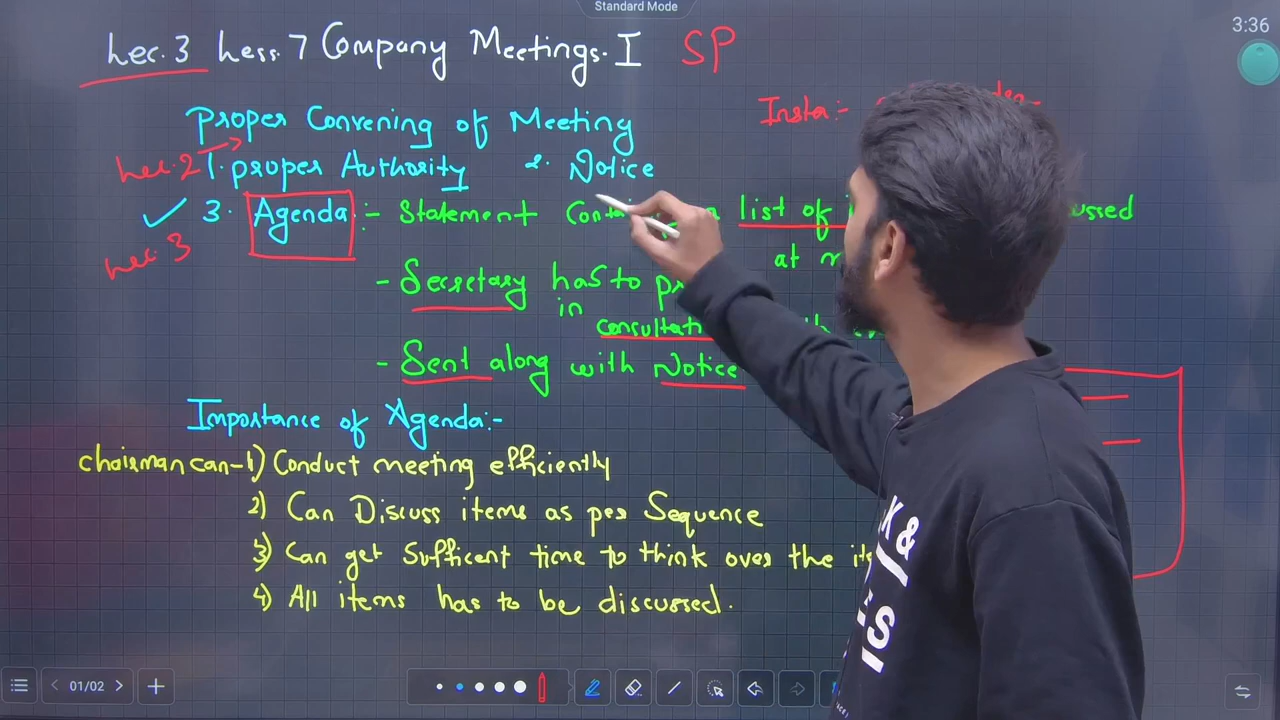 Standard Mode
3:36
Lec.3 Less.7 Company Meetings.I SP
Insta:-
Proper Convening of Meeting
Lec.2 1. proper Authority 2. Notice
3. Agenda:- Statement list of
at
Lec.3
- Secretary has to
in
- Sent along with Notice
Importance of Agenda:-
chairman can - 1) Conduct meeting efficiently
2) Can Discuss items as per Sequence
3) Can get Sufficent time to think over the
4) All items has to be discussed.
K &
S
01/02